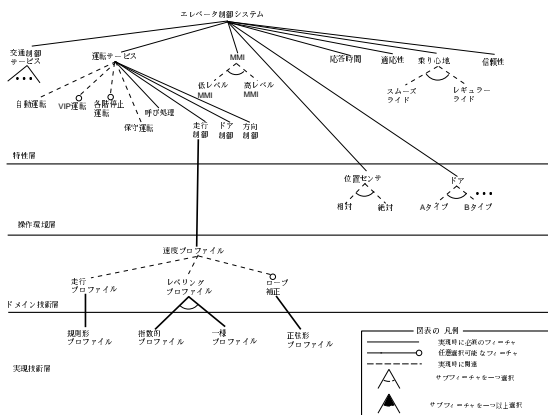 エレベータ制御システム
交通制御
サービス
運転サービス
MMI
応答時間
適応性
乗り心地
信頼性
低レベル
MMI
高レベル
MMI
スムーズ
ライド
レギュラー
ライド
自動運転
VIP運転
各階停止
運転
呼び処理
保守運転
走行
制御
ドア
制御
方向
制御
特性層
位置センサ
ドア
相対
絶対
Aタイプ
Bタイプ
操作環境層
速度プロファイル
走行
プロファイル
レベリング
プロファイル
ロープ
補正
ドメイン技術層
規則形
プロファイル
指数的
プロファイル
一様
プロファイル
正弦形
プロファイル
実現技術層
図表の 凡例
実現時に必須のフィーチャ
任意選択可能なフィーチャ
実現時に関連
サブフィーチャを一つ選択
サブフィーチャを一つ以上選択